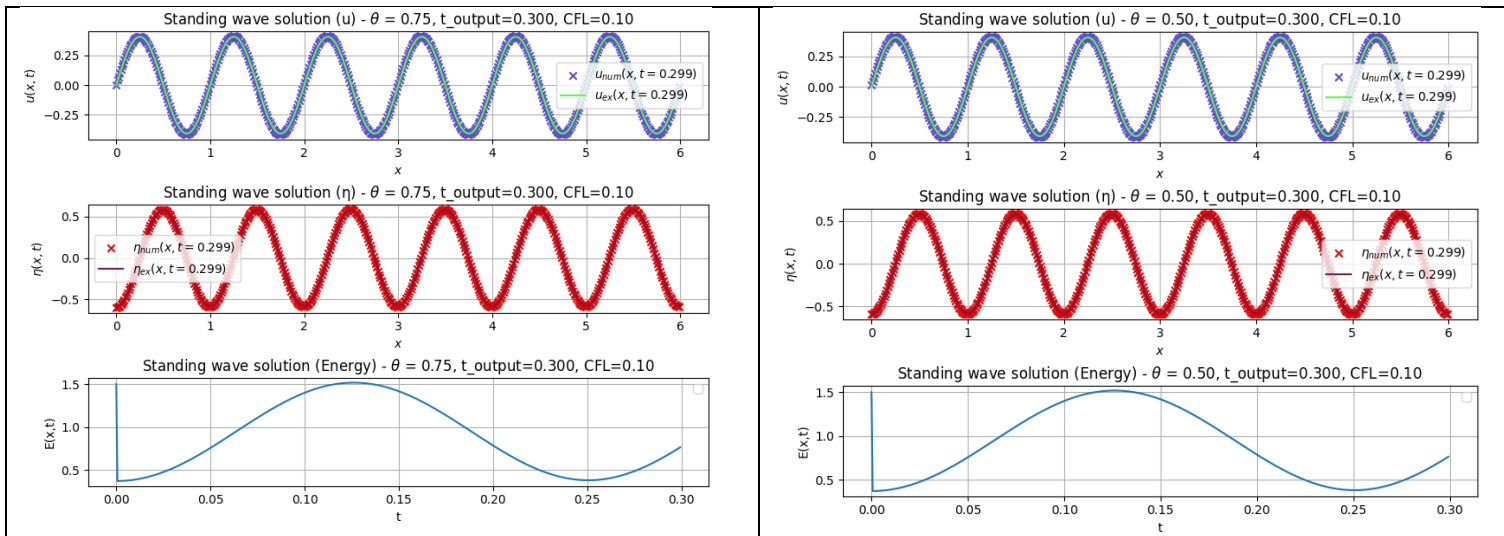 Standing wave solution (u) - θ = 0.75, t_output=0.300, CFL=0.10
u(x, t)
0.25
0.00
−0.25
u_num(x, t = 0.299)
u_ex(x, t = 0.299)
0 1 2 3 4 5 6
x
Standing wave solution (η) - θ = 0.75, t_output=0.300, CFL=0.10
η(x, t)
0.5
0.0
−0.5
η_num(x, t = 0.299)
η_ex(x, t = 0.299)
0 1 2 3 4 5 6
x
Standing wave solution (Energy) - θ = 0.75, t_output=0.300, CFL=0.10
E(x,t)
1.5
1.0
0.5
0.00 0.05 0.10 0.15 0.20 0.25 0.30
t
Standing wave solution (u) - θ = 0.50, t_output=0.300, CFL=0.10
u(x, t)
0.25
0.00
−0.25
u_num(x, t = 0.299)
u_ex(x, t = 0.299)
0 1 2 3 4 5 6
x
Standing wave solution (η) - θ = 0.50, t_output=0.300, CFL=0.10
η(x, t)
0.5
0.0
−0.5
η_num(x, t = 0.299)
η_ex(x, t = 0.299)
0 1 2 3 4 5 6
x
Standing wave solution (Energy) - θ = 0.50, t_output=0.300, CFL=0.10
E(x,t)
1.5
1.0
0.5
0.00 0.05 0.10 0.15 0.20 0.25 0.30
t